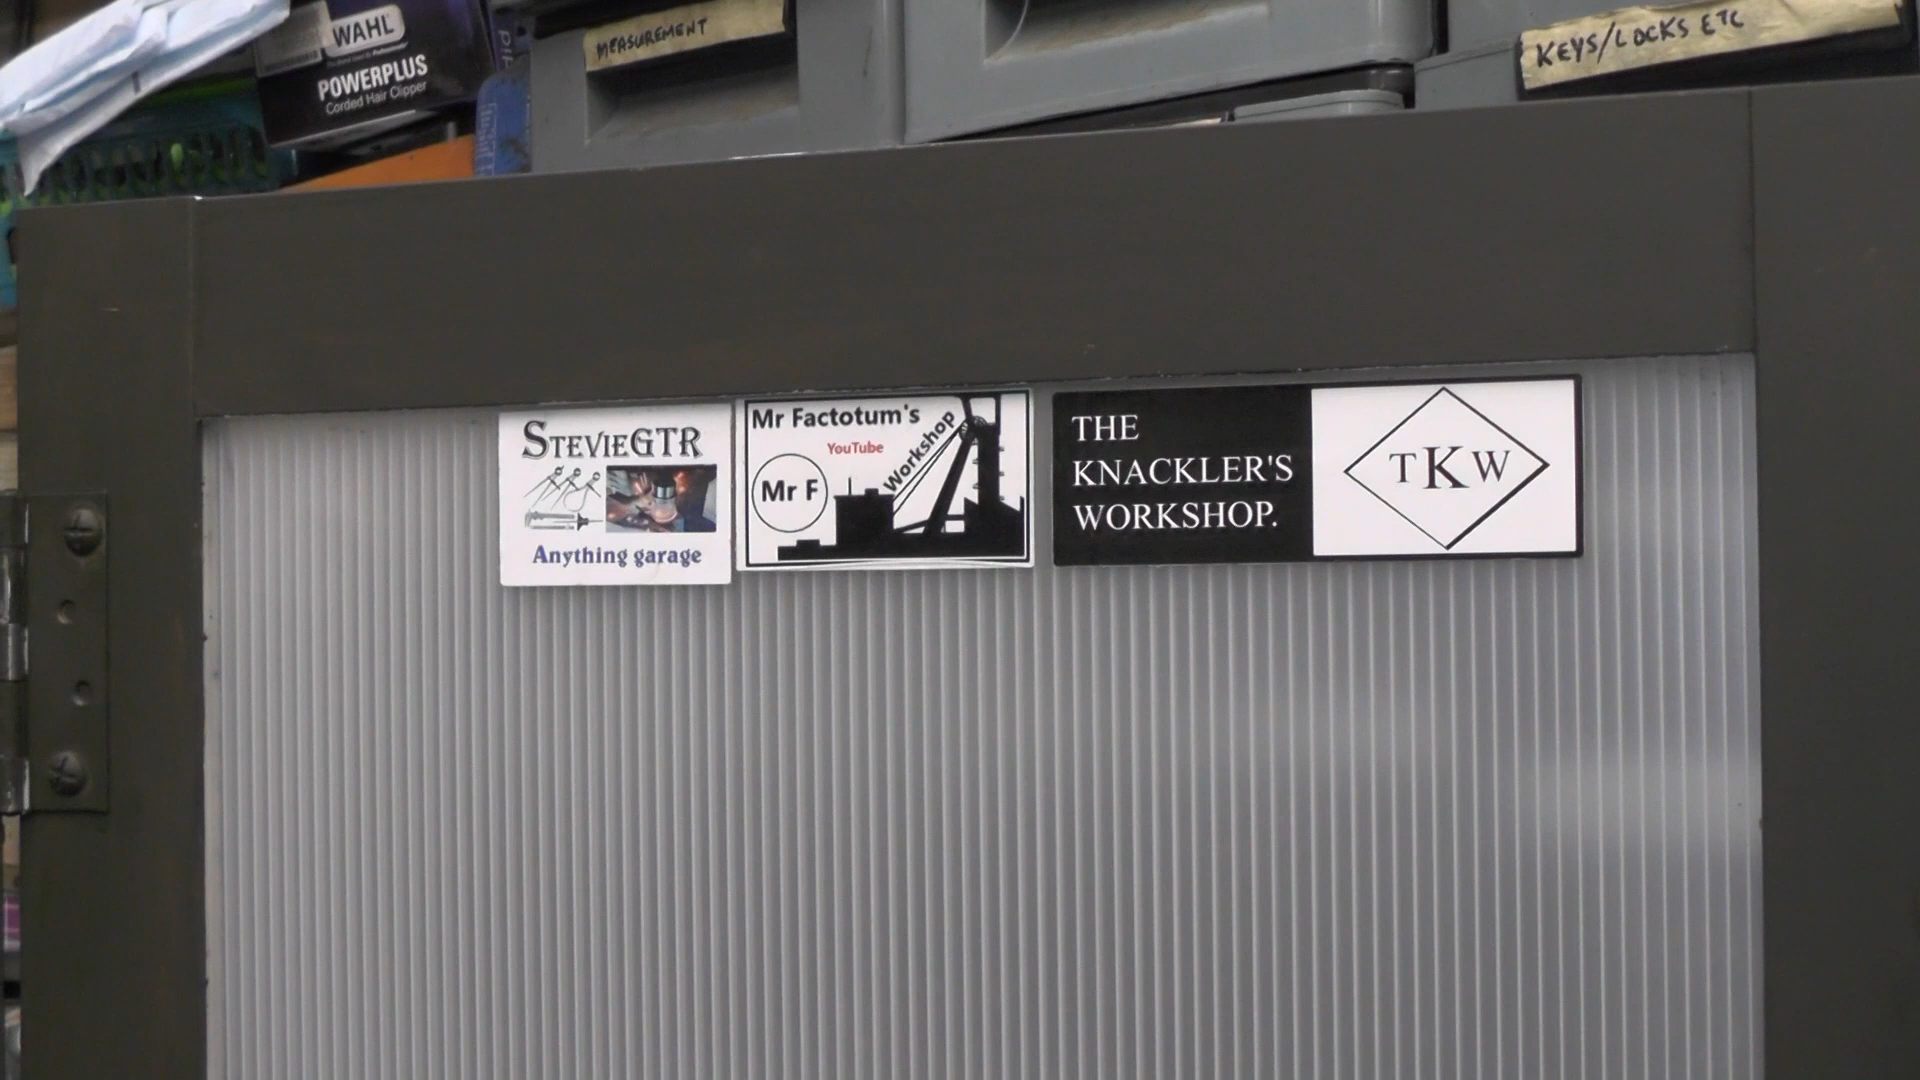 WAHL
POWERPLUS
Corded Hair Clipper
MEASUREMENT
KEYS/LOCKS ETC
STEVIEGTR
Anything garage
Mr Factotum's
YouTube
Workshop
Mr F
THE
KNACKLER'S
WORKSHOP.
TKW